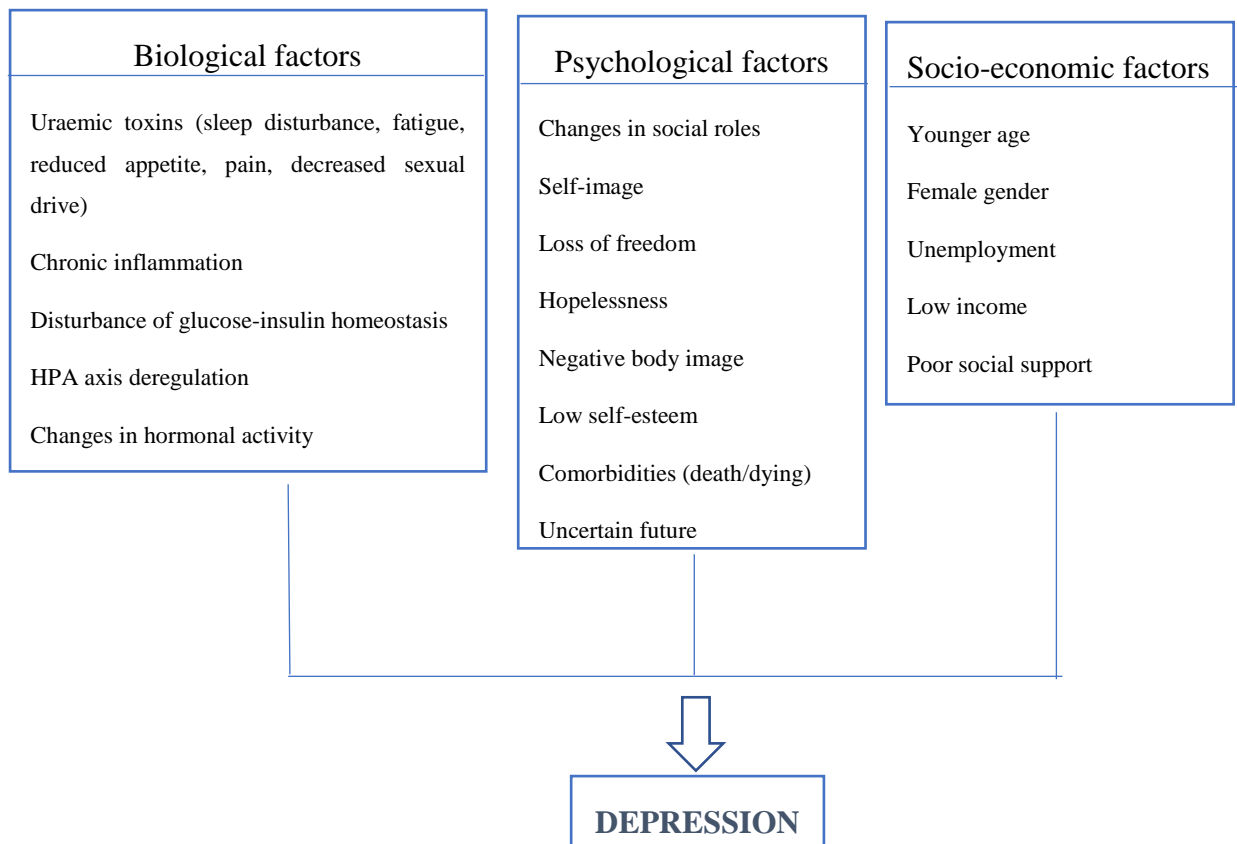 Biological factors
Uraemic toxins (sleep disturbance, fatigue,
reduced appetite, pain, decreased sexual
drive)
Chronic inflammation
Disturbance of glucose-insulin homeostasis
HPA axis deregulation
Changes in hormonal activity
Psychological factors
Changes in social roles
Self-image
Loss of freedom
Hopelessness
Negative body image
Low self-esteem
Comorbidities (death/dying)
Uncertain future
Socio-economic factors
Younger age
Female gender
Unemployment
Low income
Poor social support
DEPRESSION